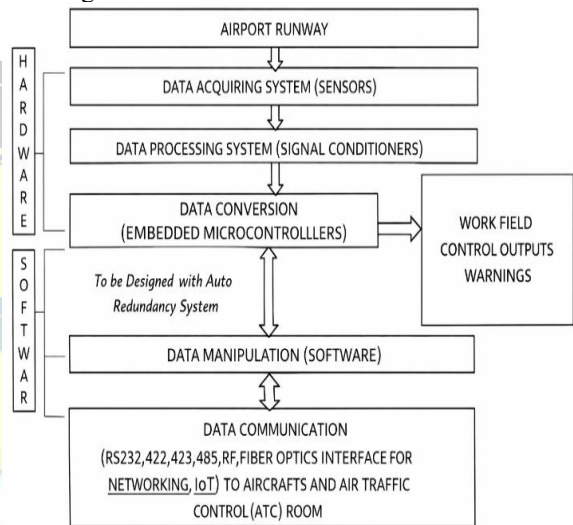 AIRPORT RUNWAY
HARDWARE
DATA ACQUIRING SYSTEM (SENSORS)
DATA PROCESSING SYSTEM (SIGNAL CONDITIONERS)
DATA CONVERSION
(EMBEDDED MICROCONTROLLLERS)
WORK FIELD
CONTROL OUTPUTS
WARNINGS
SOFTWAR
To be Designed with Auto
Redundancy System
DATA MANIPULATION (SOFTWARE)
DATA COMMUNICATION
(RS232,422,423,485,RF,FIBER OPTICS INTERFACE FOR
NETWORKING, IoT) TO AIRCRAFTS AND AIR TRAFFIC
CONTROL (ATC) ROOM